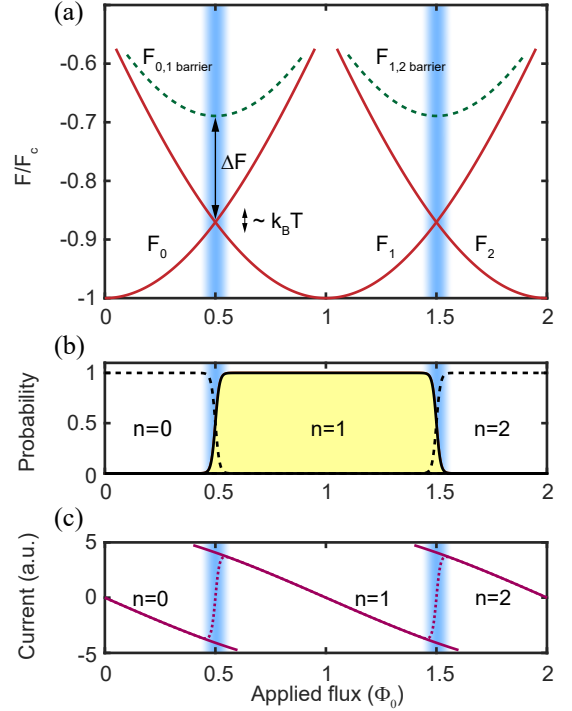 (a)
F/F_c
-0.6
-0.7
-0.8
-0.9
-1
F_0,1 barrier
F_1,2 barrier
ΔF
~ k_BT
F_0
F_1
F_2
0
0.5
1
1.5
2
(b)
Probability
1
0.5
0
n=0
n=1
n=2
0
0.5
1
1.5
2
(c)
Current (a.u.)
5
0
-5
n=0
n=1
n=2
0
0.5
1
1.5
2
Applied flux (Φ_0)